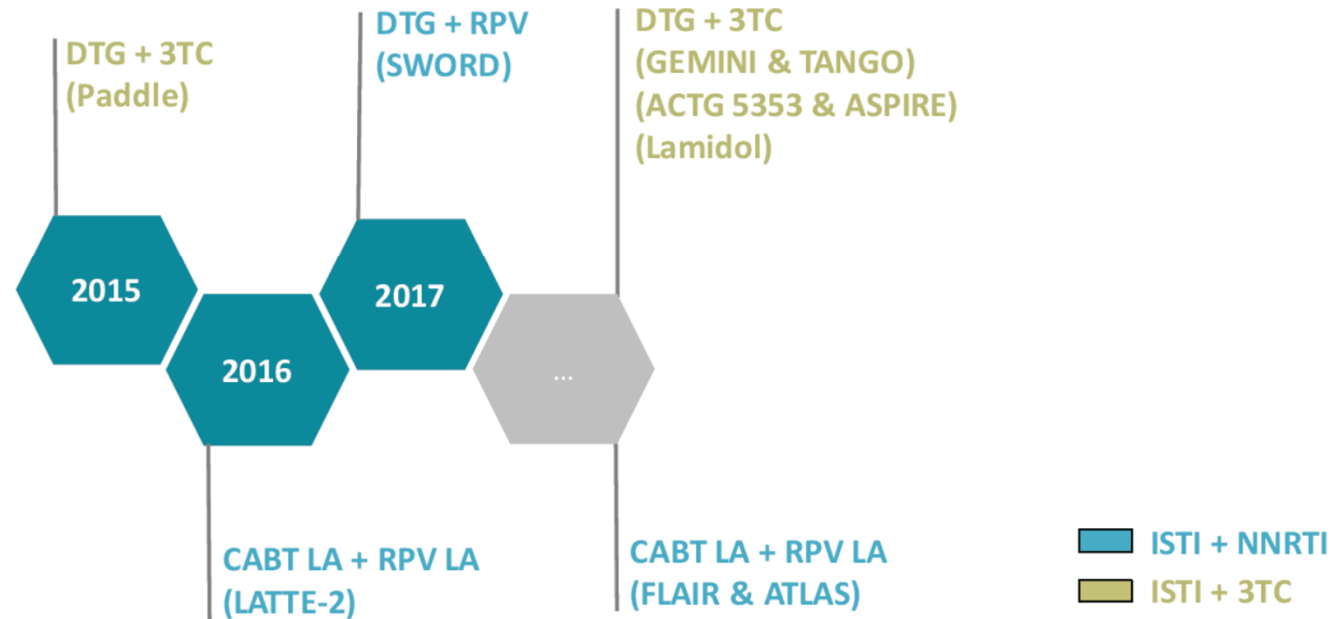 DTG + 3TC
(Paddle)
DTG + RPV
(SWORD)
DTG + 3TC
(GEMINI & TANGO)
(ACTG 5353 & ASPIRE)
(Lamidol)
2015
2016
2017
...
CABT LA + RPV LA
(LATTE-2)
CABT LA + RPV LA
(FLAIR & ATLAS)
ISTI + NNRTI
ISTI + 3TC